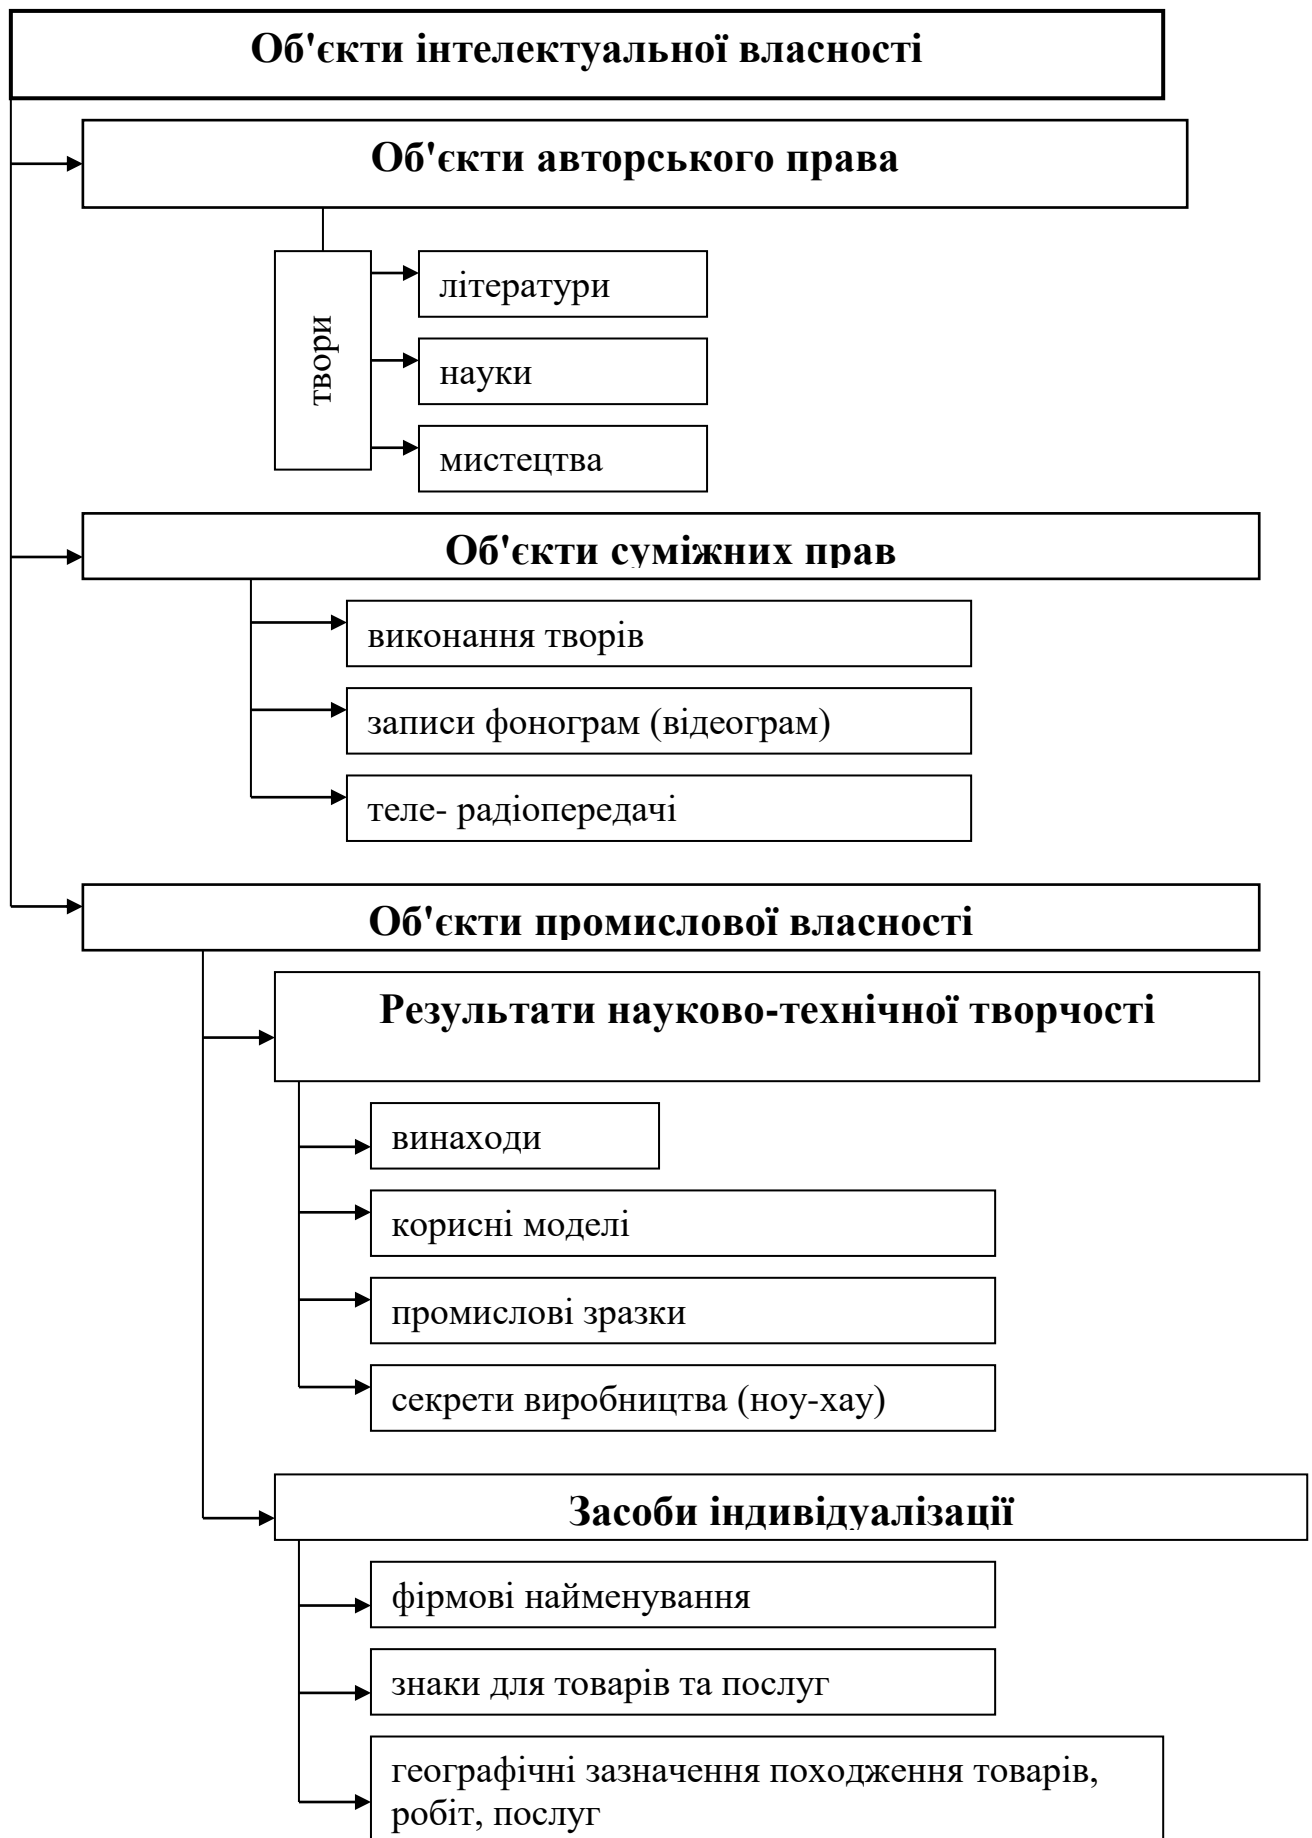 Об'єкти інтелектуальної власності
Об'єкти авторського права
твори
літератури
науки
мистецтва
Об'єкти суміжних прав
виконання творів
записи фонограм (відеограм)
теле- радіопередачі
Об'єкти промислової власності
Результати науково-технічної творчості
винаходи
корисні моделі
промислові зразки
секрети виробництва (ноу-хау)
Засоби індивідуалізації
фірмові найменування
знаки для товарів та послуг
географічні зазначення походження товарів,
робіт, послуг